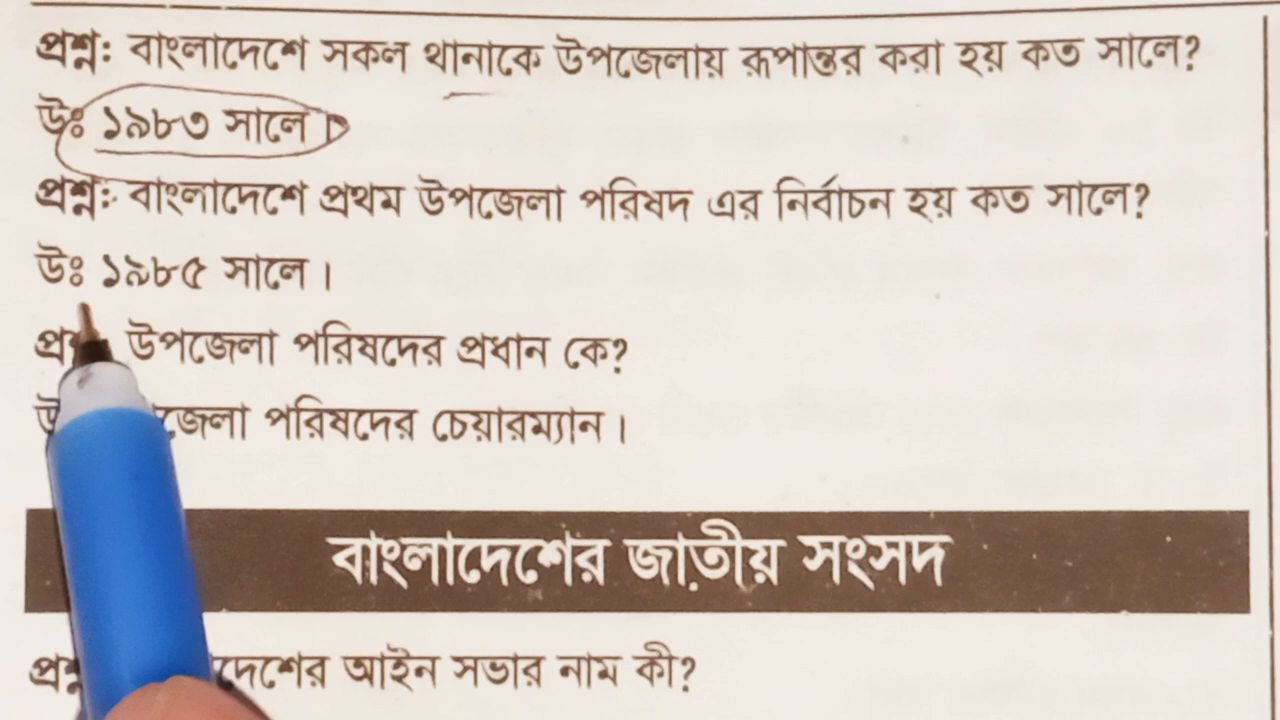 প্রশ্ন: বাংলাদেশে সকল থানাকে উপজেলায় রূপান্তর করা হয় কত সালে?
উঃ ১৯৮৩ সালে।
প্রশ্ন: বাংলাদেশে প্রথম উপজেলা পরিষদ এর নির্বাচন হয় কত সালে?
উঃ ১৯৮৫ সালে।
উপজেলা পরিষদের প্রধান কে?
পরিষদের চেয়ারম্যান।
বাংলাদেশের জাতীয় সংসদ
আইন সভার নাম কী?